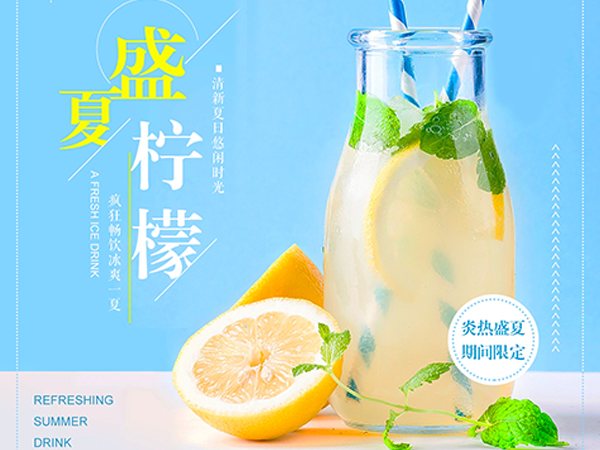 盛夏
柠檬
清新夏日悠闲时光
疯狂畅饮冰爽一夏
A FRESH ICE DRINK
炎热盛夏
期间限定
REFRESHING
SUMMER
DRINK